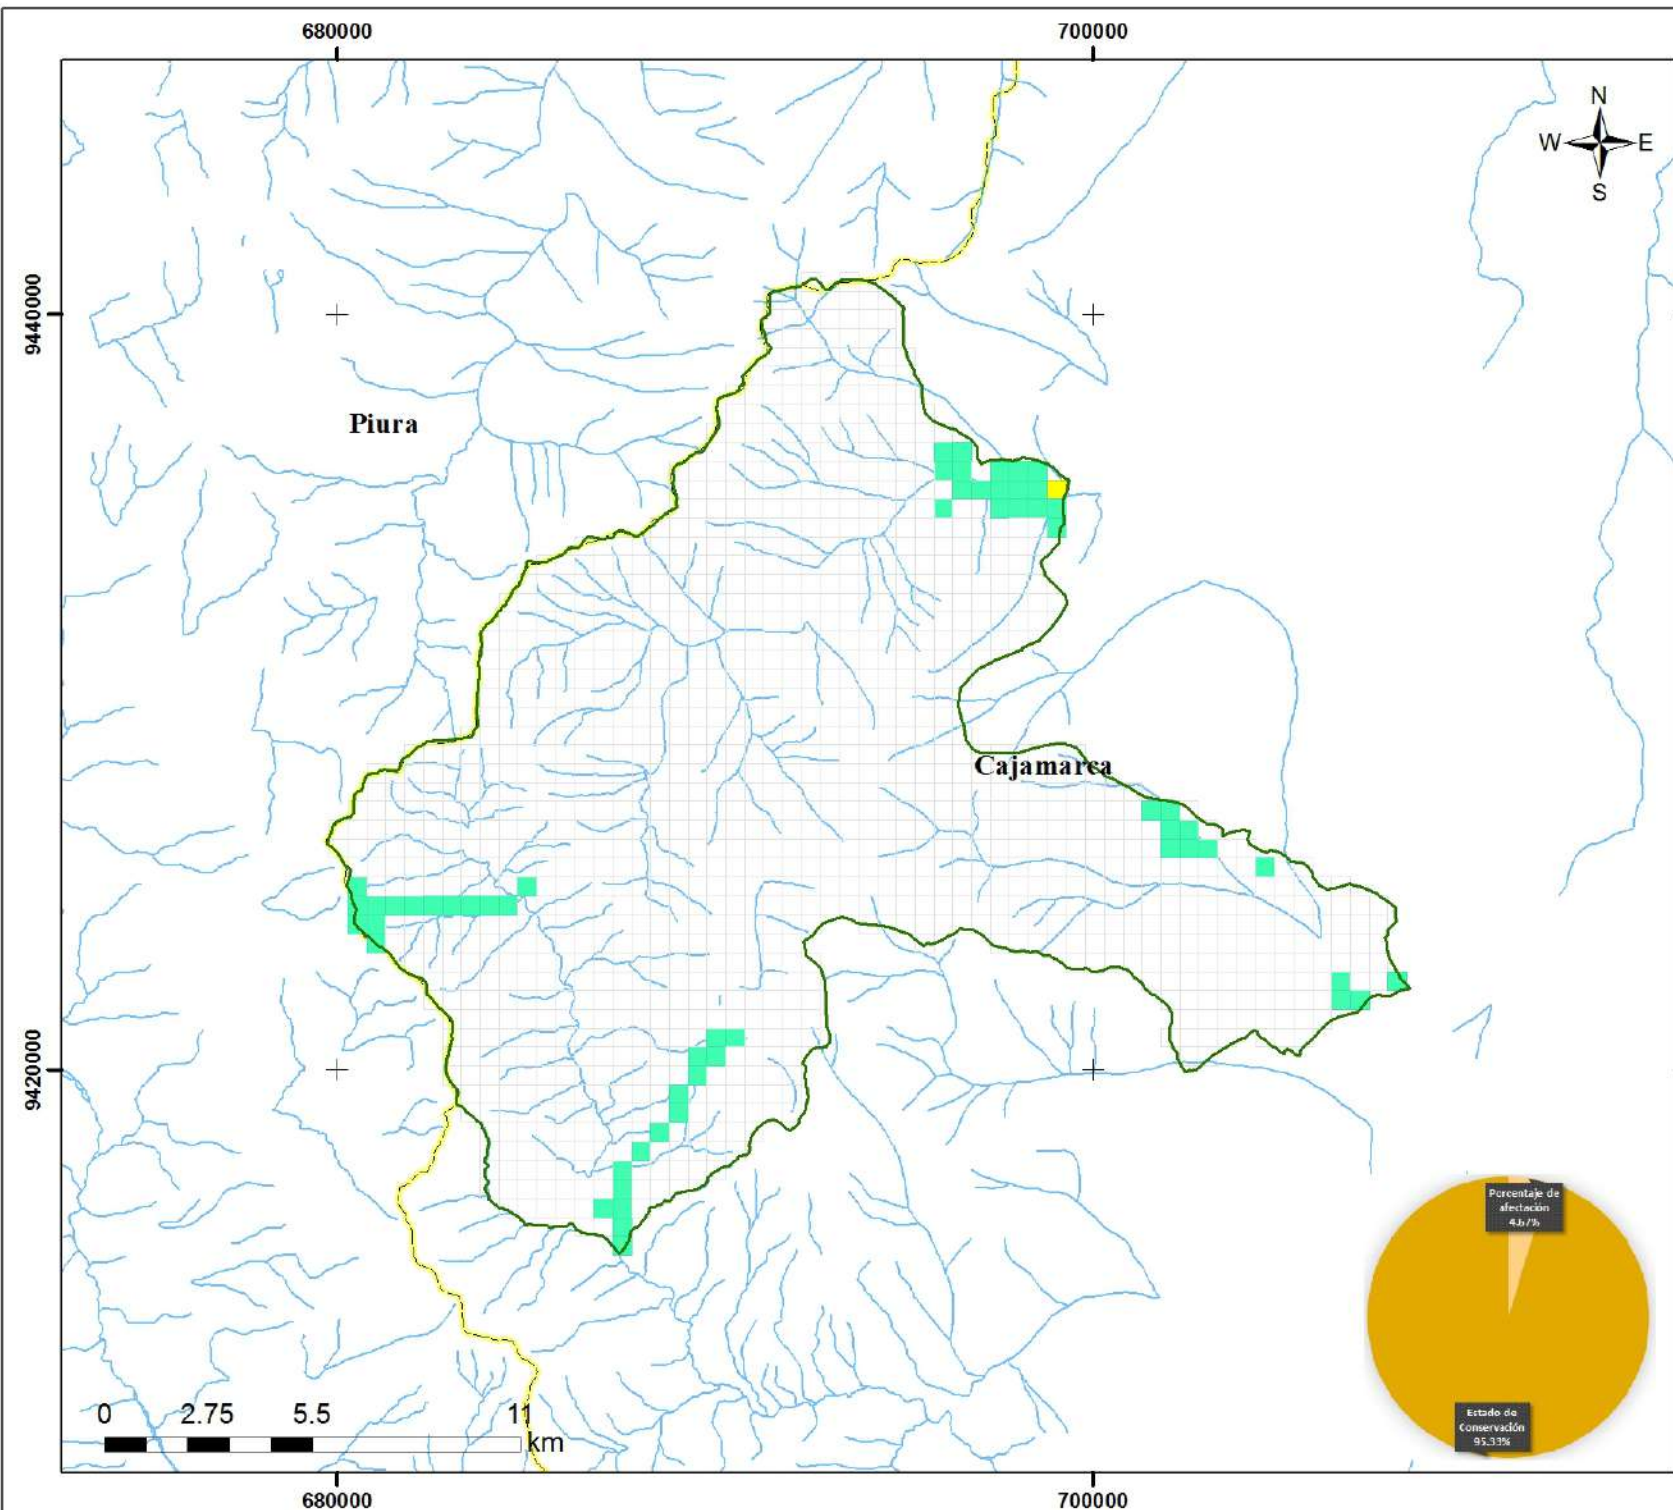 680000 700000
N
W E
S
9440000
Piura
Cajamarca
9420000
Porcentaje de
afectación
4.67%
Estado de
Conservación
95.33%
0 2.75 5.5 11
km
680000 700000